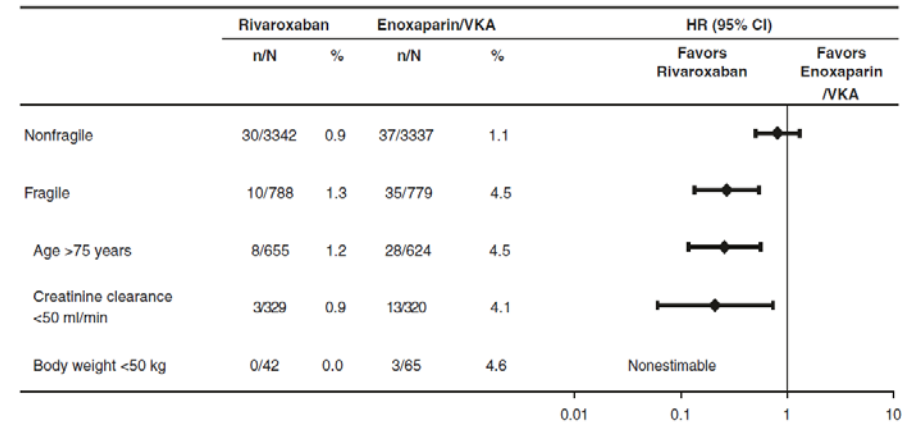 Rivaroxaban Enoxaparin/VKA HR (95% CI)
n/N % n/N % Favors Rivaroxaban Favors Enoxaparin /VKA
Nonfragile 30/3342 0.9 37/3337 1.1
Fragile 10/788 1.3 35/779 4.5
Age >75 years 8/655 1.2 28/624 4.5
Creatinine clearance
<50 ml/min 3/329 0.9 13/320 4.1
Body weight <50 kg 0/42 0.0 3/65 4.6 Nonestimable
0.01 0.1 1 10